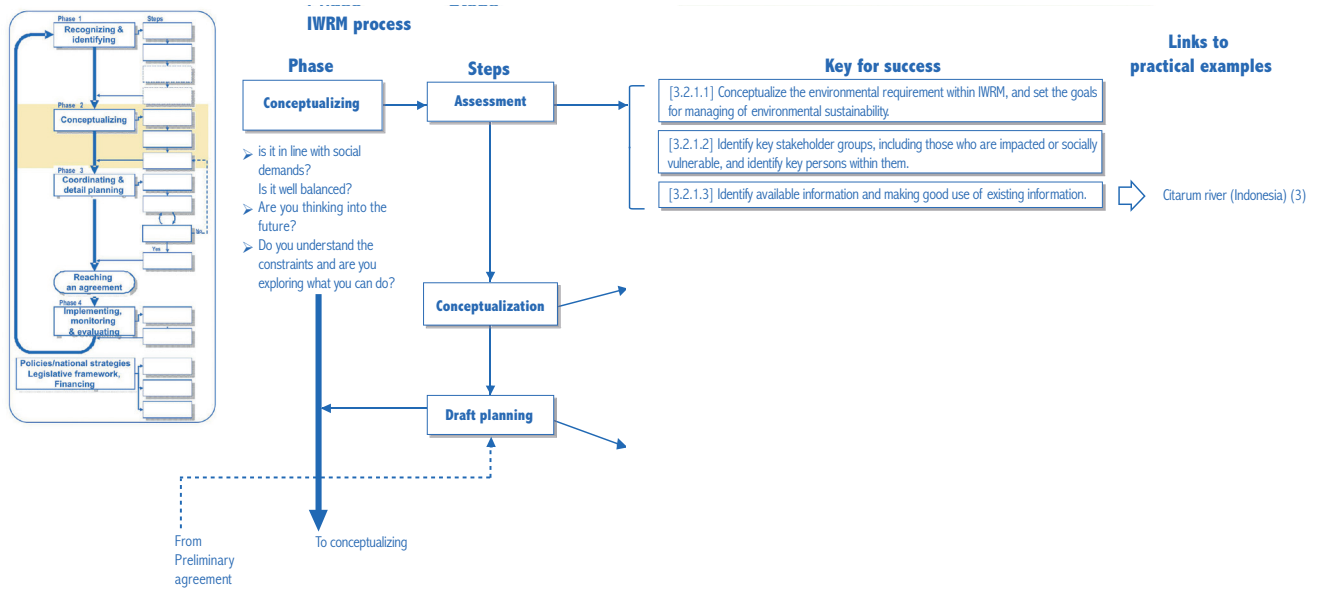 Phase 1
Steps
Recognizing &
identifying
Phase 2
Conceptualizing
Phase 3
Coordinating &
detail planning
No
Yes
Reaching
an agreement
Phase 4
Implementing,
monitoring
& evaluating
Policies/national strategies
Legislative framework,
Financing
IWRM process
Phase
Steps
Key for success
Links to
practical examples
Conceptualizing
Assessment
[3.2.1.1] Conceptualize the environmental requirement within IWRM, and set the goals
for managing of environmental sustainability.
[3.2.1.2] Identify key stakeholder groups, including those who are impacted or socially
vulnerable, and identify key persons within them.
[3.2.1.3] Identify available information and making good use of existing information.
Citarum river (Indonesia) (3)
➢ is it in line with social
demands?
Is it well balanced?
➢ Are you thinking into the
future?
➢ Do you understand the
constraints and are you
exploring what you can do?
Conceptualization
Draft planning
From
Preliminary
agreement
To conceptualizing